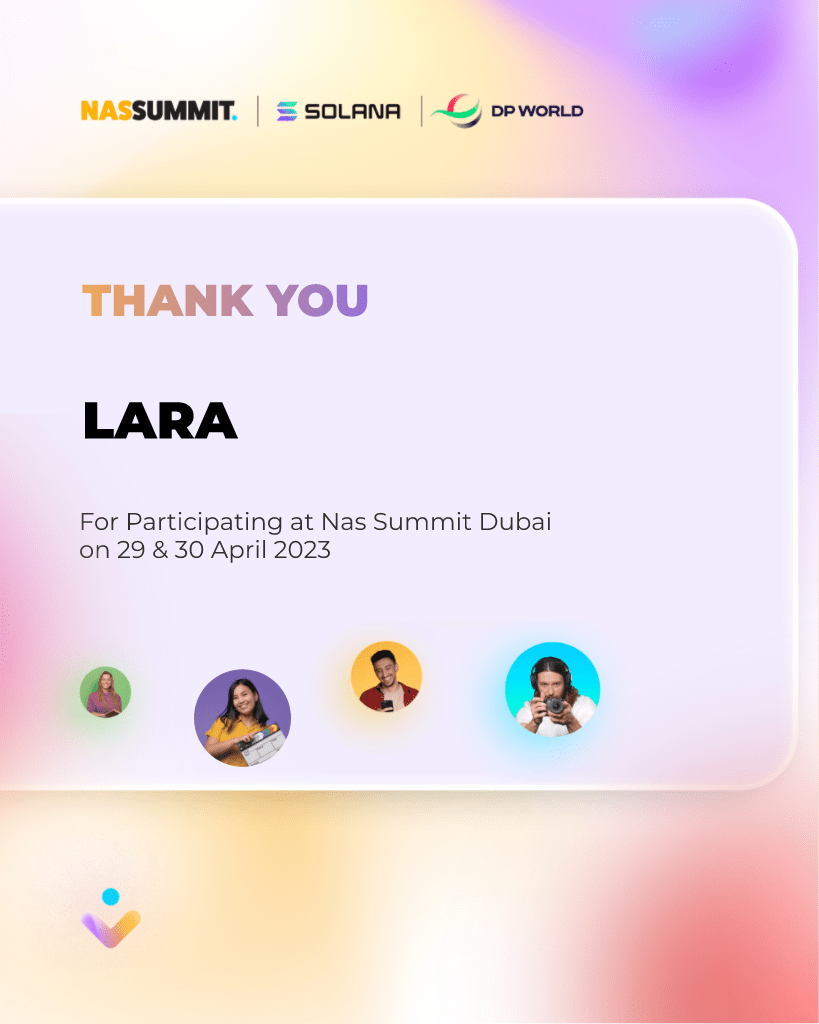 NASSUMMIT.
SOLANA
DP WORLD
THANK YOU
LARA
For Participating at Nas Summit Dubai
on 29 & 30 April 2023